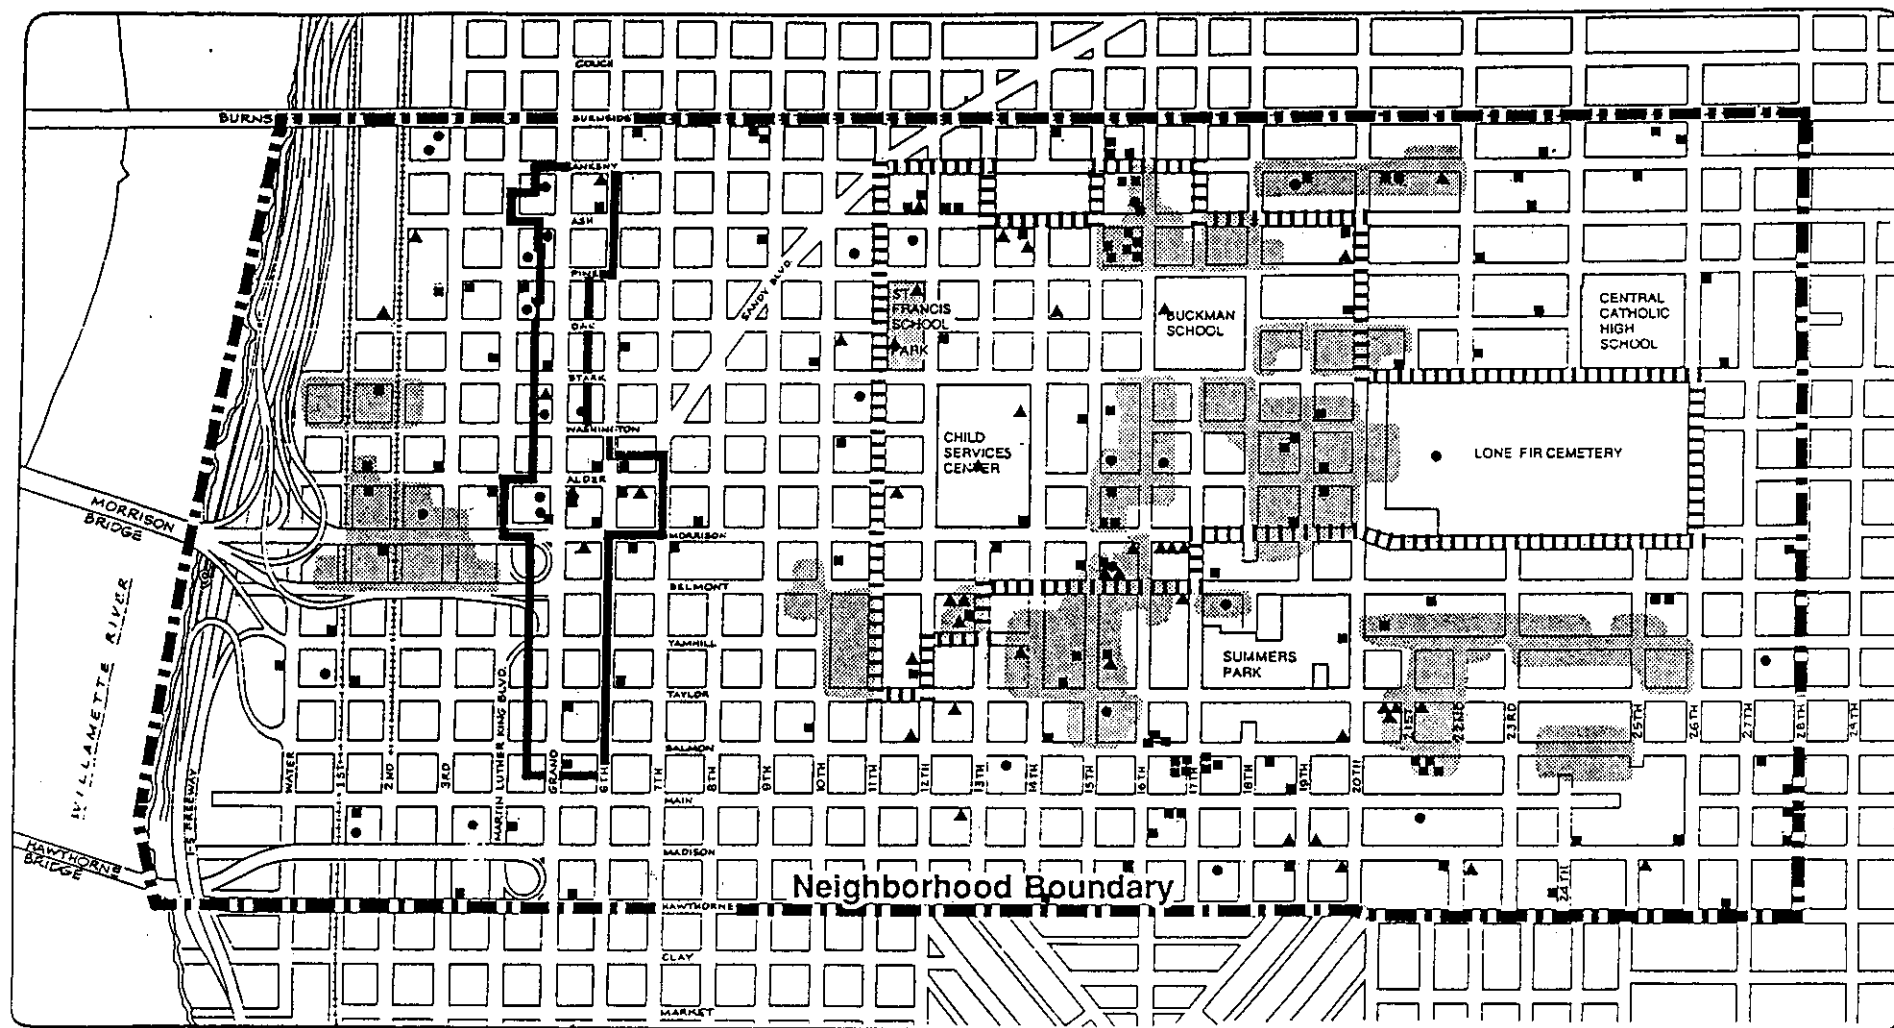 COUCH
BURNS
BURNSIDE
ANKENY
ASH
PINE
SANDY BLVD.
OAK
STARK
WASHINGTON
ALDER
MORRISON
BELMONT
YAMHILL
TAYLOR
SALMON
MAIN
MADISON
HAWTHORNE
CLAY
MARKET
ST.
FRANCIS
SCHOOL
PARK
BUCKMAN
SCHOOL
CENTRAL
CATHOLIC
HIGH
SCHOOL
CHILD
SERVICES
CENTER
LONE FIR CEMETERY
SUMMERS
PARK
MORRISON
BRIDGE
WILLAMETTE RIVER
I-5 FREEWAY
HAWTHORNE
BRIDGE
WATER
1ST
2ND
3RD
MARTIN LUTHER KING BLVD.
GRAND
6TH
7TH
8TH
9TH
10TH
11TH
12TH
13TH
14TH
15TH
16TH
17TH
18TH
19TH
20TH
21ST
22ND
23RD
24TH
25TH
26TH
27TH
28TH
29TH
Neighborhood Boundary